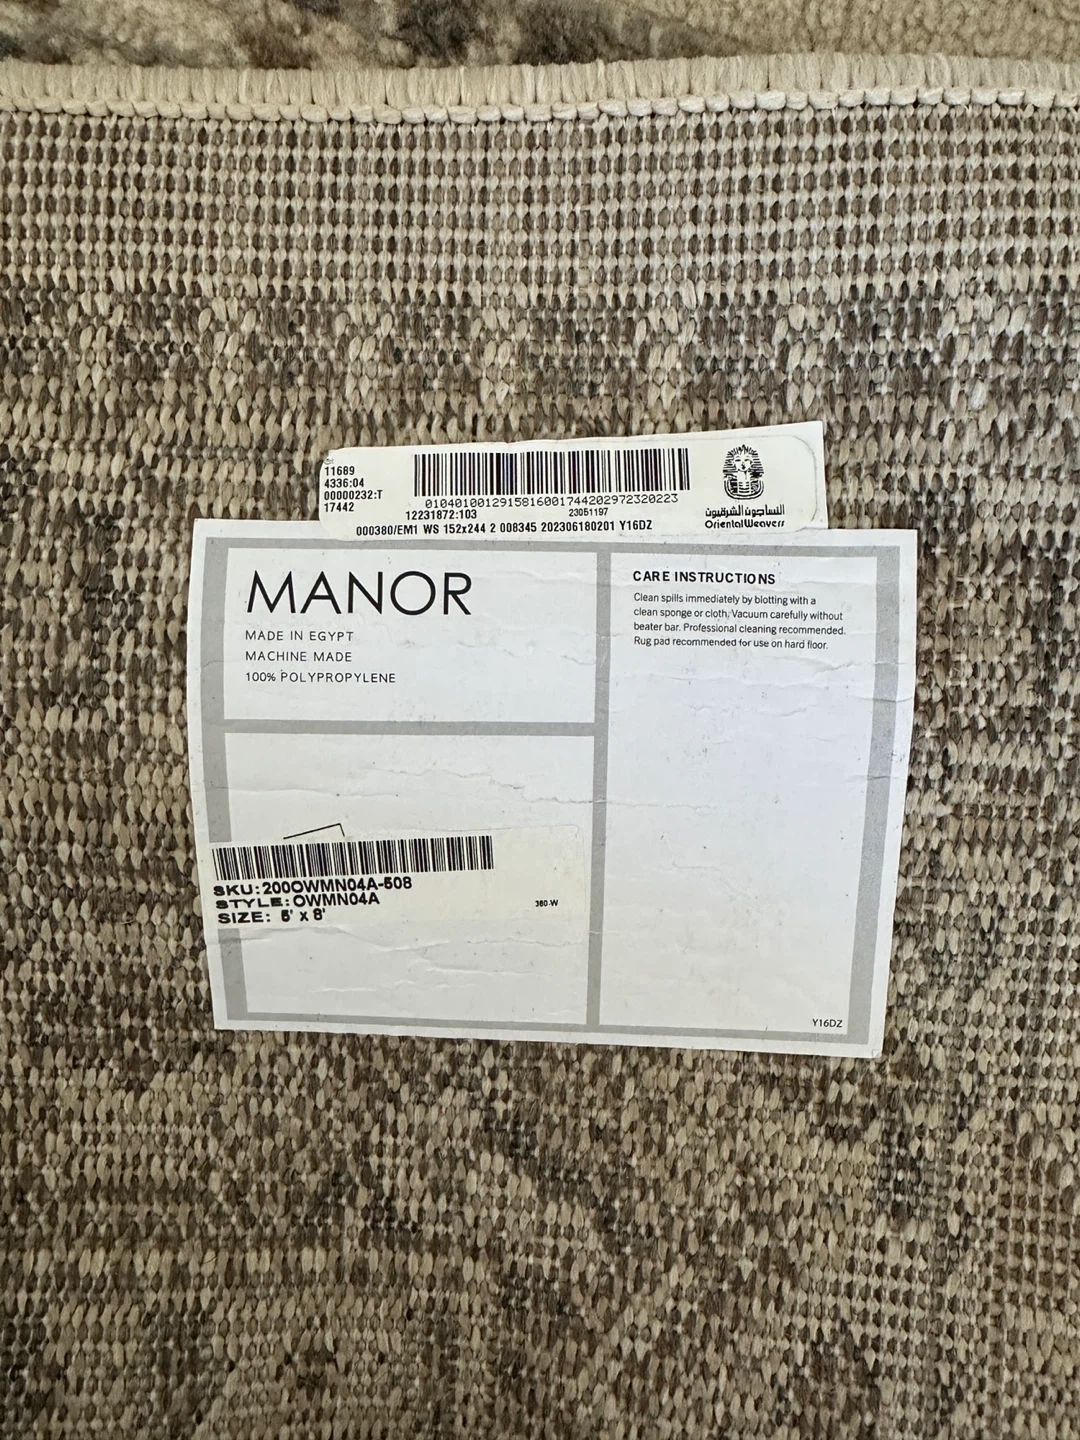 11689
4336:04
00000232:T
17442
01040100129158160017442029723202​23
12231872:103
23051197
000380/EM1 WS 152x244 2 008345 202306180201 Y16DZ
النساجون الشرقيون
OrientalWeavers
MANOR
MADE IN EGYPT
MACHINE MADE
100% POLYPROPYLENE
CARE INSTRUCTIONS
Clean spills immediately by blotting with a
clean sponge or cloth. Vacuum carefully without
beater bar. Professional cleaning recommended.
Rug pad recommended for use on hard floor.
SKU:200OWMN04A-508
STYLE:OWMN04A
SIZE: 5' x 8'
360-W
Y16DZ